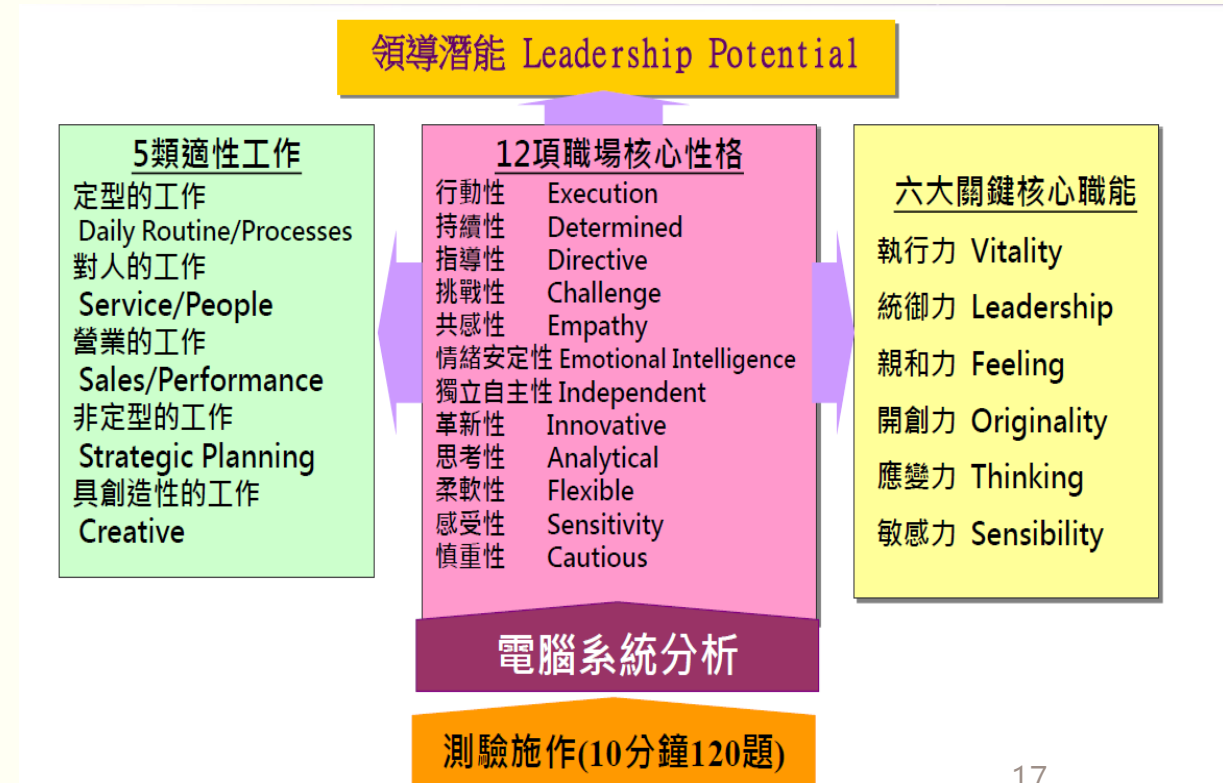 領導潛能 Leadership Potential
5類適性工作
定型的工作
Daily Routine/Processes
對人的工作
Service/People
營業的工作
Sales/Performance
非定型的工作
Strategic Planning
具創造性的工作
Creative
12項職場核心性格
行動性 Execution
持續性 Determined
指導性 Directive
挑戰性 Challenge
共感性 Empathy
情緒安定性 Emotional Intelligence
獨立自主性 Independent
革新性 Innovative
思考性 Analytical
柔軟性 Flexible
感受性 Sensitivity
慎重性 Cautious
六大關鍵核心職能
執行力 Vitality
統御力 Leadership
親和力 Feeling
開創力 Originality
應變力 Thinking
敏感力 Sensibility
電腦系統分析
測驗施作(10分鐘120題)
17